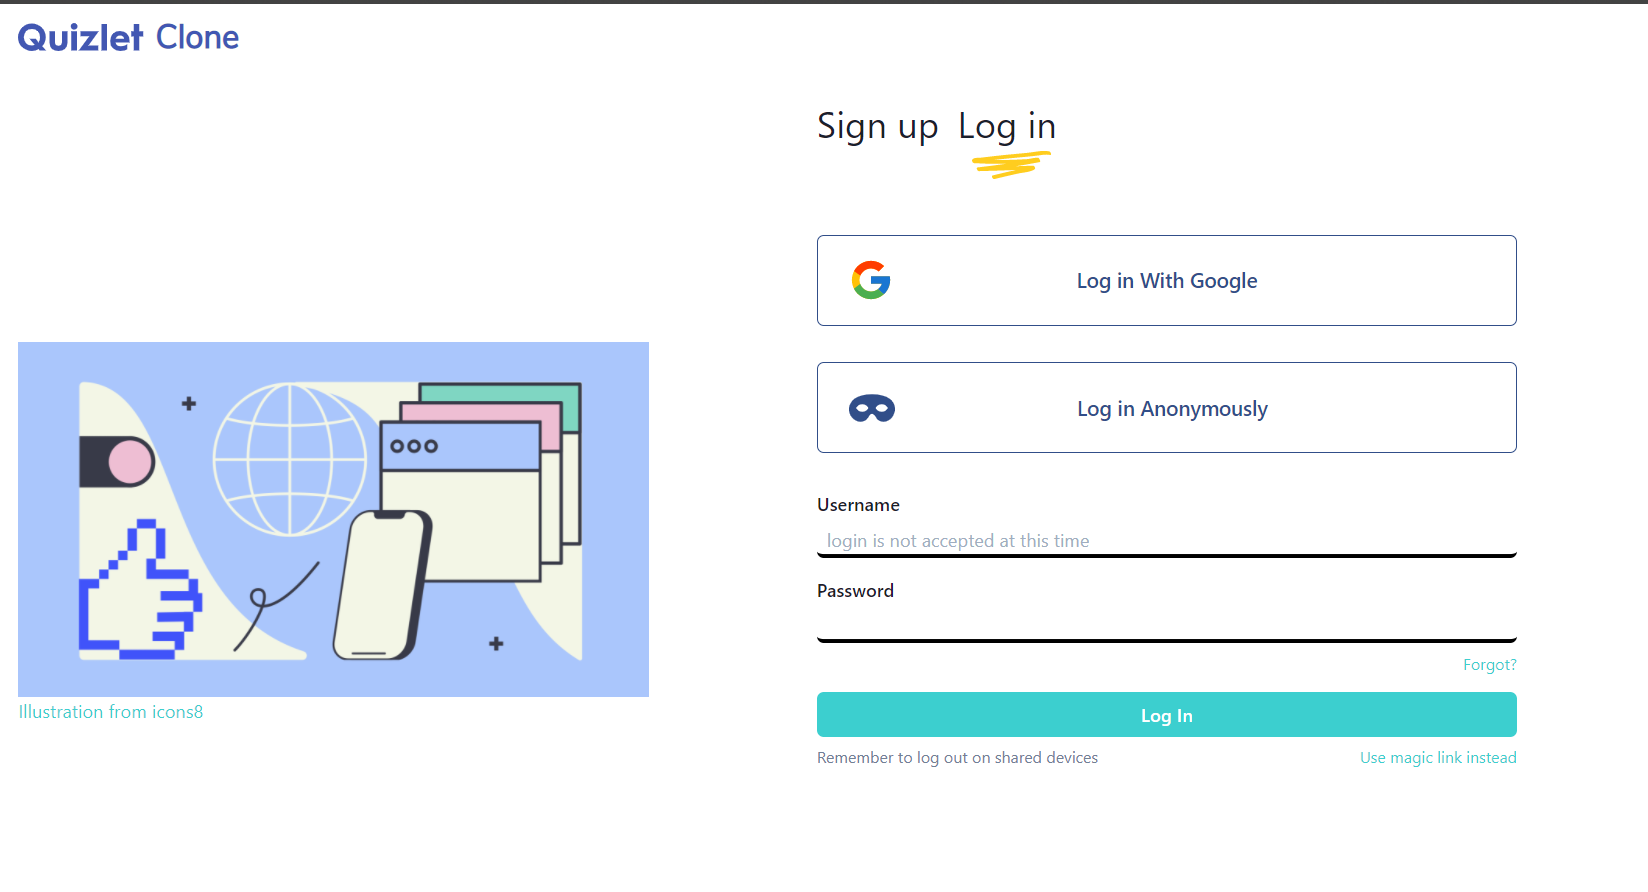 Quizlet Clone
Sign up Log in
Log in With Google
Log in Anonymously
Username
login is not accepted at this time
Password
Forgot?
Log In
Remember to log out on shared devices
Use magic link instead
Illustration from icons8